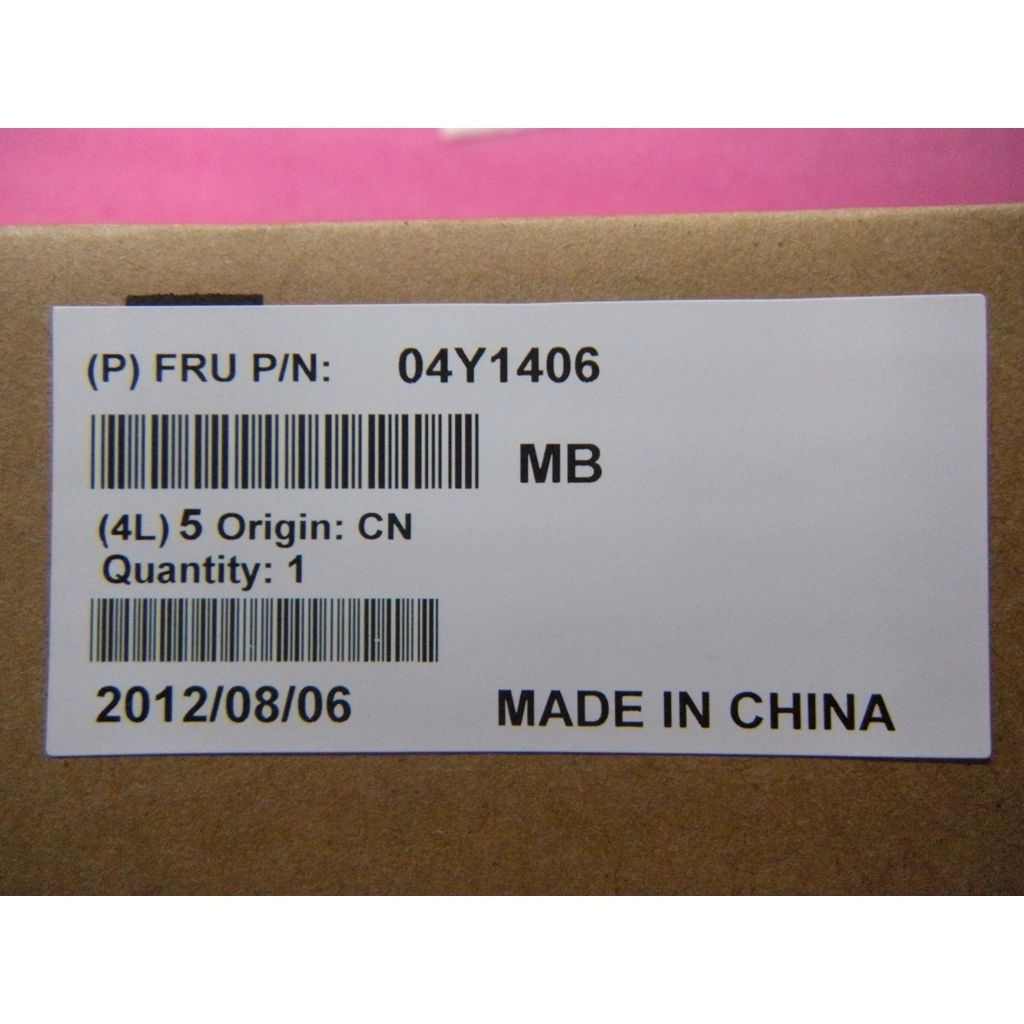 (P) FRU P/N: 04Y1406
MB
(4L) 5 Origin: CN
Quantity: 1
2012/08/06 MADE IN CHINA